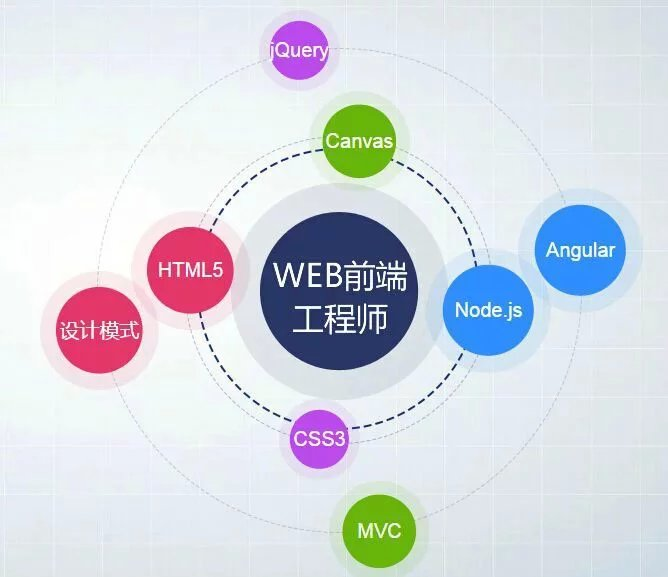 jQuery
Canvas
Angular
HTML5
WEB前端
工程师
Node.js
设计模式
CSS3
MVC